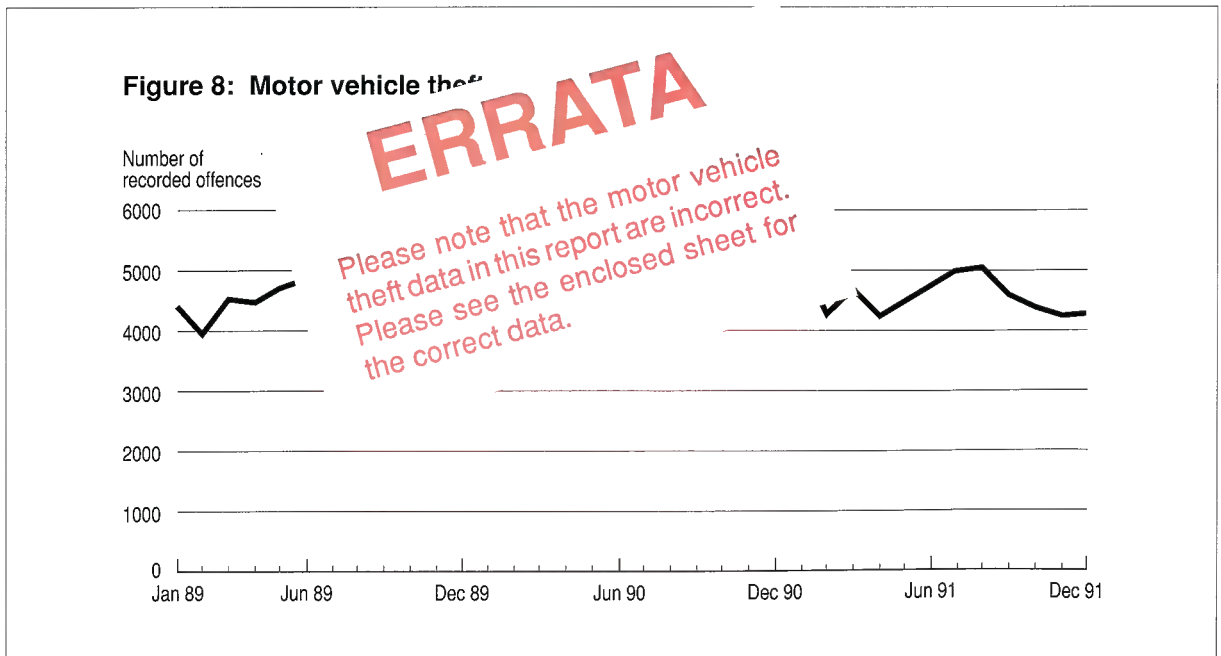 Figure 8: Motor vehicle theft
ERRATA
Please note that the motor vehicle
theft data in this report are incorrect.
Please see the enclosed sheet for
the correct data.
Number of
recorded offences
6000
5000
4000
3000
2000
1000
0
Jan 89 Jun 89 Dec 89 Jun 90 Dec 90 Jun 91 Dec 91